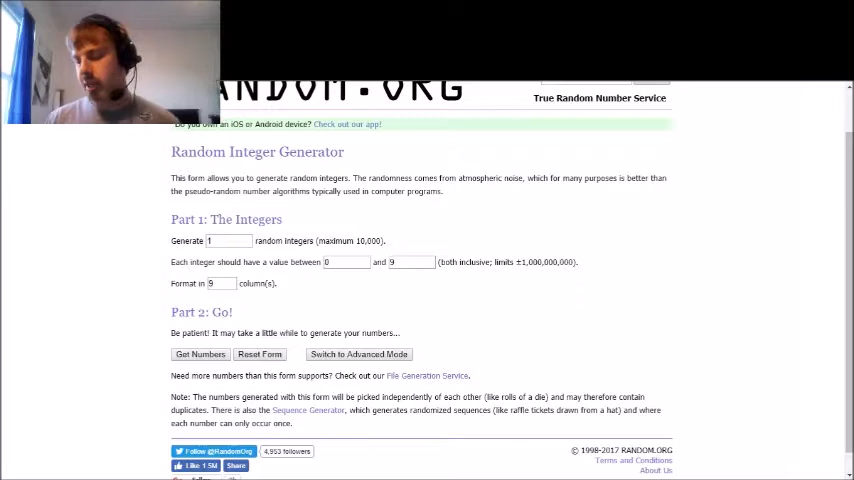 RANDOM.ORG
True Random Number Service
Do you own an iOS or Android device? Check out our app!
Random Integer Generator
This form allows you to generate random integers. The randomness comes from atmospheric noise, which for many purposes is better than
the pseudo-random number algorithms typically used in computer programs.
Part 1: The Integers
Generate 1 random integers (maximum 10,000).
Each integer should have a value between 0 and 9 (both inclusive; limits ±1,000,000,000).
Format in 9 column(s).
Part 2: Go!
Be patient! It may take a little while to generate your numbers...
Get Numbers Reset Form Switch to Advanced Mode
Need more numbers than this form supports? Check out our File Generation Service.
Note: The numbers generated with this form will be picked independently of each other (like rolls of a die) and may therefore contain
duplicates. There is also the Sequence Generator, which generates randomized sequences (like raffle tickets drawn from a hat) and where
each number can only occur once.
Follow @RandomOrg 4,953 followers
© 1998-2017 RANDOM.ORG
Like 1.5M Share
Terms and Conditions
About Us